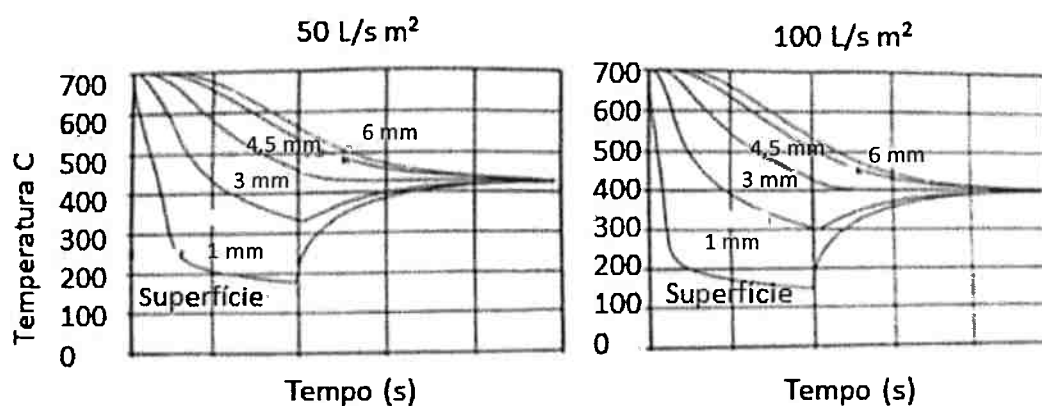 50 L/s m²
Temperatura C
700
600
500
400
300
200
100
0
6 mm
4,5 mm
3 mm
1 mm
Superfície
Tempo (s)
100 L/s m²
700
600
500
400
300
200
100
0
6 mm
4,5 mm
3 mm
1 mm
Superfície
Tempo (s)